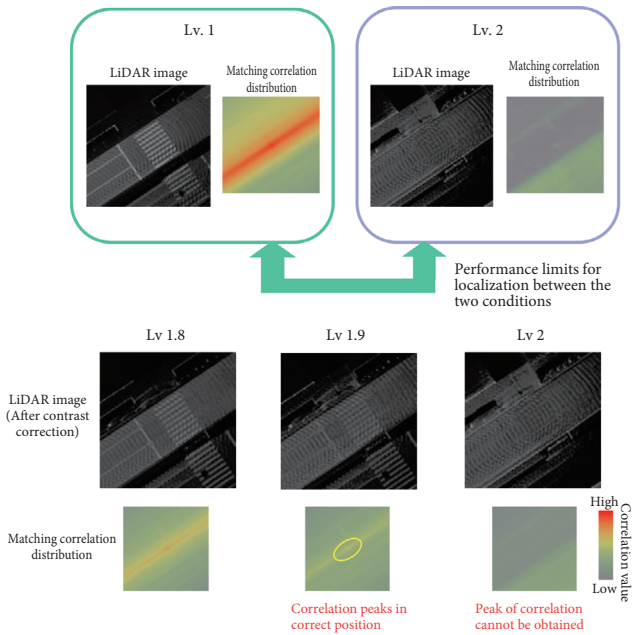 Lv. 1
Lv. 2
LiDAR image
Matching correlation
distribution
LiDAR image
Matching correlation
distribution
Performance limits for
localization between the
two conditions
Lv 1.8
Lv 1.9
Lv 2
LiDAR image
(After contrast
correction)
Matching correlation
distribution
High
Low
Correlation value
Correlation peaks in
correct position
Peak of correlation
cannot be obtained